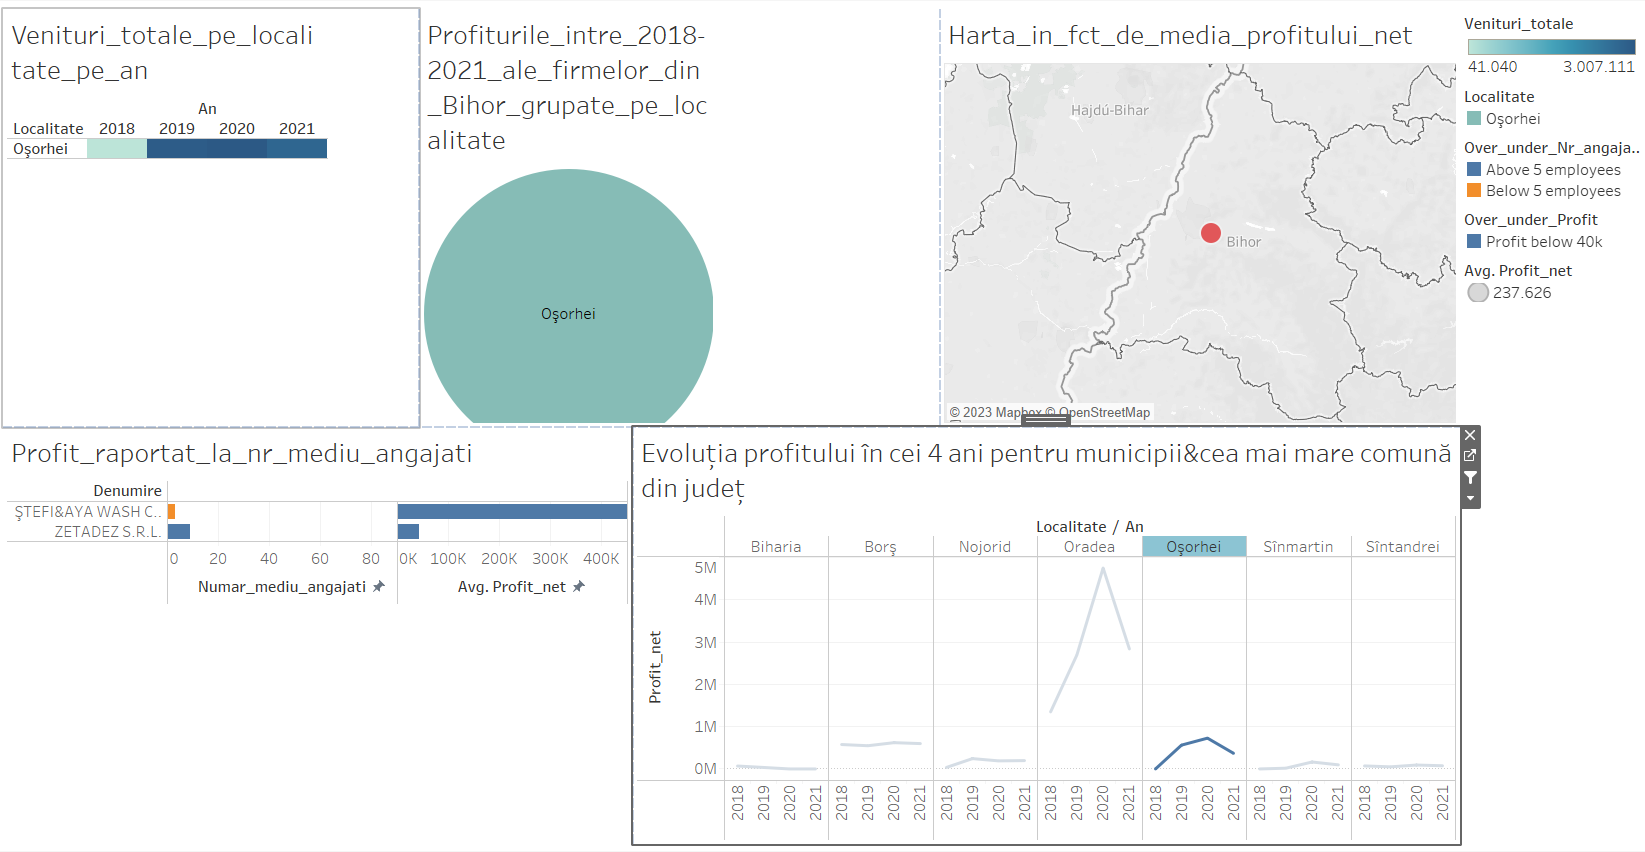 Venituri_totale_pe_locali
tate_pe_an
An
Localitate 2018 2019 2020 2021
Oşorhei
Profiturile_intre_2018-
2021_ale_firmelor_din
_Bihor_grupate_pe_loc
alitate
Oşorhei
Harta_in_fct_de_media_profitului_net
Hajdú-Bihar
Bihor
© 2023 Mapbox © OpenStreetMap
Venituri_totale
41.040 3.007.111
Localitate
Oşorhei
Over_under_Nr_angaja..
Above 5 employees
Below 5 employees
Over_under_Profit
Profit below 40k
Avg. Profit_net
237.626
Profit_raportat_la_nr_mediu_angajati
Denumire
ŞTEFI&AYA WASH C..
ZETADEZ S.R.L.
0 20 40 60 80 0K 100K 200K 300K 400K
Numar_mediu_angajati Avg. Profit_net
Evoluția profitului în cei 4 ani pentru municipii&cea mai mare comună
din județ
Localitate / An
Biharia Borş Nojorid Oradea Oşorhei Sînmartin Sîntandrei
5M
4M
3M
2M
1M
0M
Profit_net
2018 2019 2020 2021 2018 2019 2020 2021 2018 2019 2020 2021 2018 2019 2020 2021 2018 2019 2020 2021 2018 2019 2020 2021 2018 2019 2020 2021